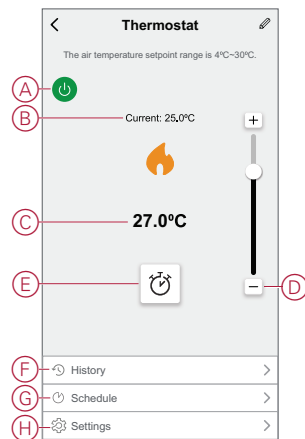 Thermostat
The air temperature setpoint range is 4ºC~30ºC.
A
B
Current: 25.0ºC
+
C
27.0ºC
E
−
D
F
History
G
Schedule
H
Settings